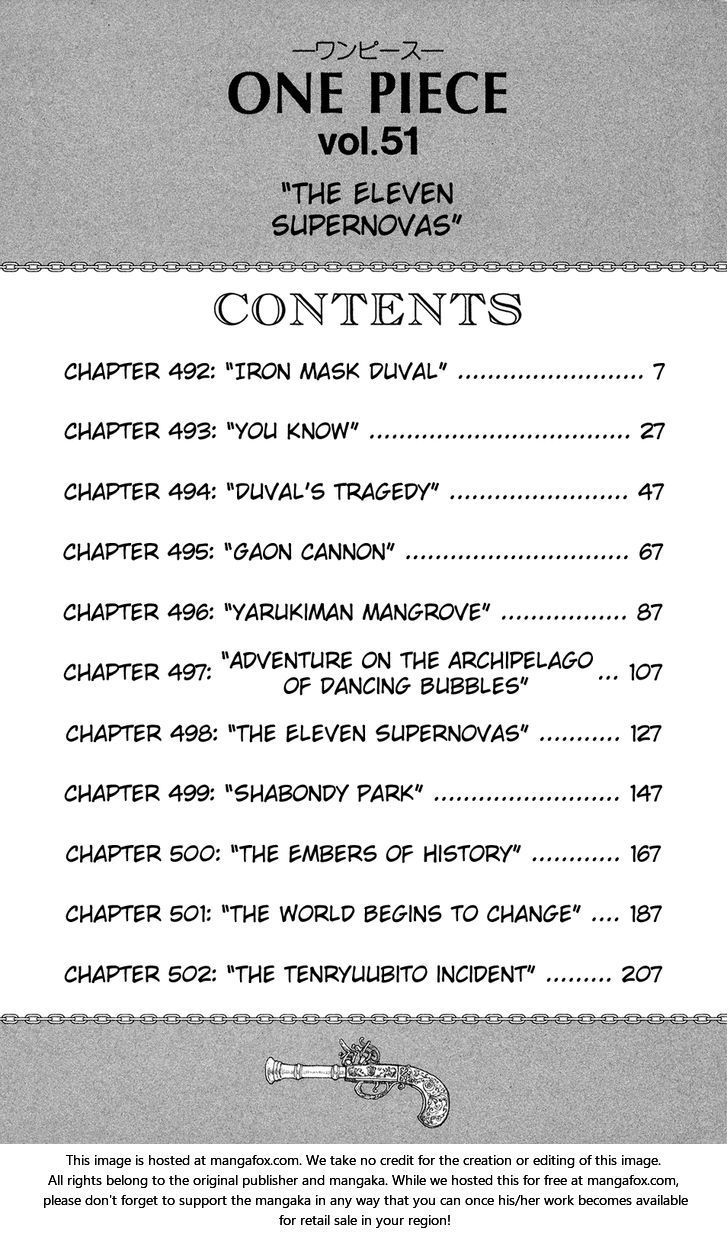 —ワンピース—
ONE PIECE
vol.51
"THE ELEVEN
SUPERNOVAS"
CONTENTS
CHAPTER 492: "IRON MASK DUVAL" ......................... 7
CHAPTER 493: "YOU KNOW" ................................... 27
CHAPTER 494: "DUVAL'S TRAGEDY" ........................ 47
CHAPTER 495: "GAON CANNON" .............................. 67
CHAPTER 496: "YARUKIMAN MANGROVE" ................. 87
CHAPTER 497: "ADVENTURE ON THE ARCHIPELAGO
OF DANCING BUBBLES" ... 107
CHAPTER 498: "THE ELEVEN SUPERNOVAS" ........... 127
CHAPTER 499: "SHABONDY PARK" ......................... 147
CHAPTER 500: "THE EMBERS OF HISTORY" ............ 167
CHAPTER 501: "THE WORLD BEGINS TO CHANGE" .... 187
CHAPTER 502: "THE TENRYUUBITO INCIDENT" ......... 207
This image is hosted at mangafox.com. We take no credit for the creation or editing of this image.
All rights belong to the original publisher and mangaka. While we hosted this for free at mangafox.com,
please don't forget to support the mangaka in any way that you can once his/her work becomes available
for retail sale in your region!